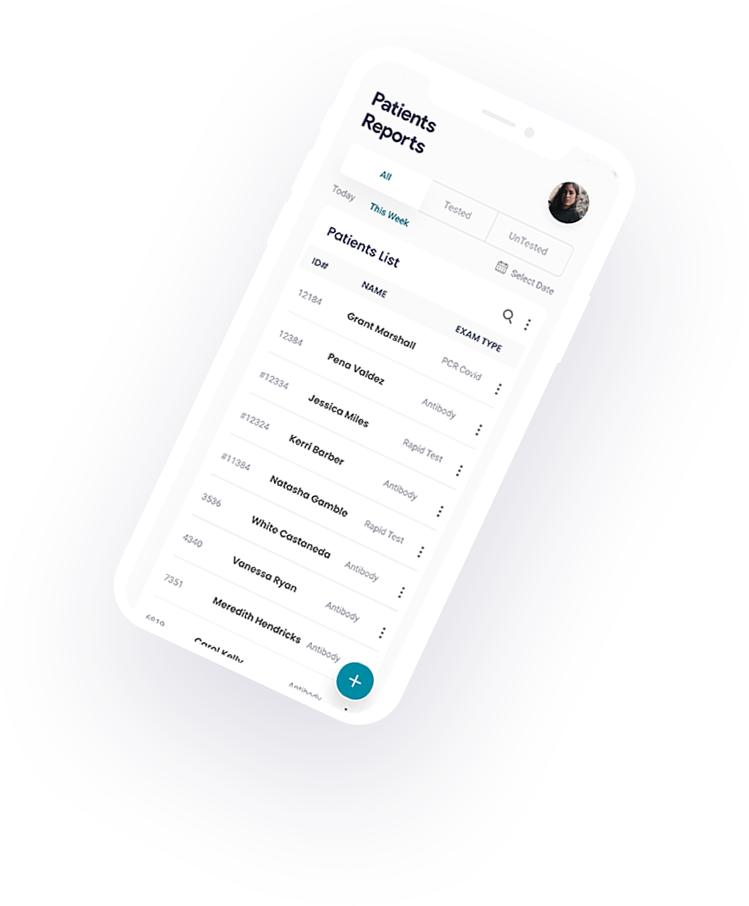 Patients
Reports
All Tested UnTested
Today This Week Select Date
Patients List
ID# NAME EXAM TYPE
12184 Grant Marshall PCR Covid
12384 Pena Valdez Antibody
#12334 Jessica Miles Rapid Test
#12324 Kerri Barber Antibody
#11384 Natasha Gamble Rapid Test
3536 White Castaneda Antibody
4340 Vanessa Ryan Antibody
7351 Meredith Hendricks Antibody
Carol Kelly Antibody